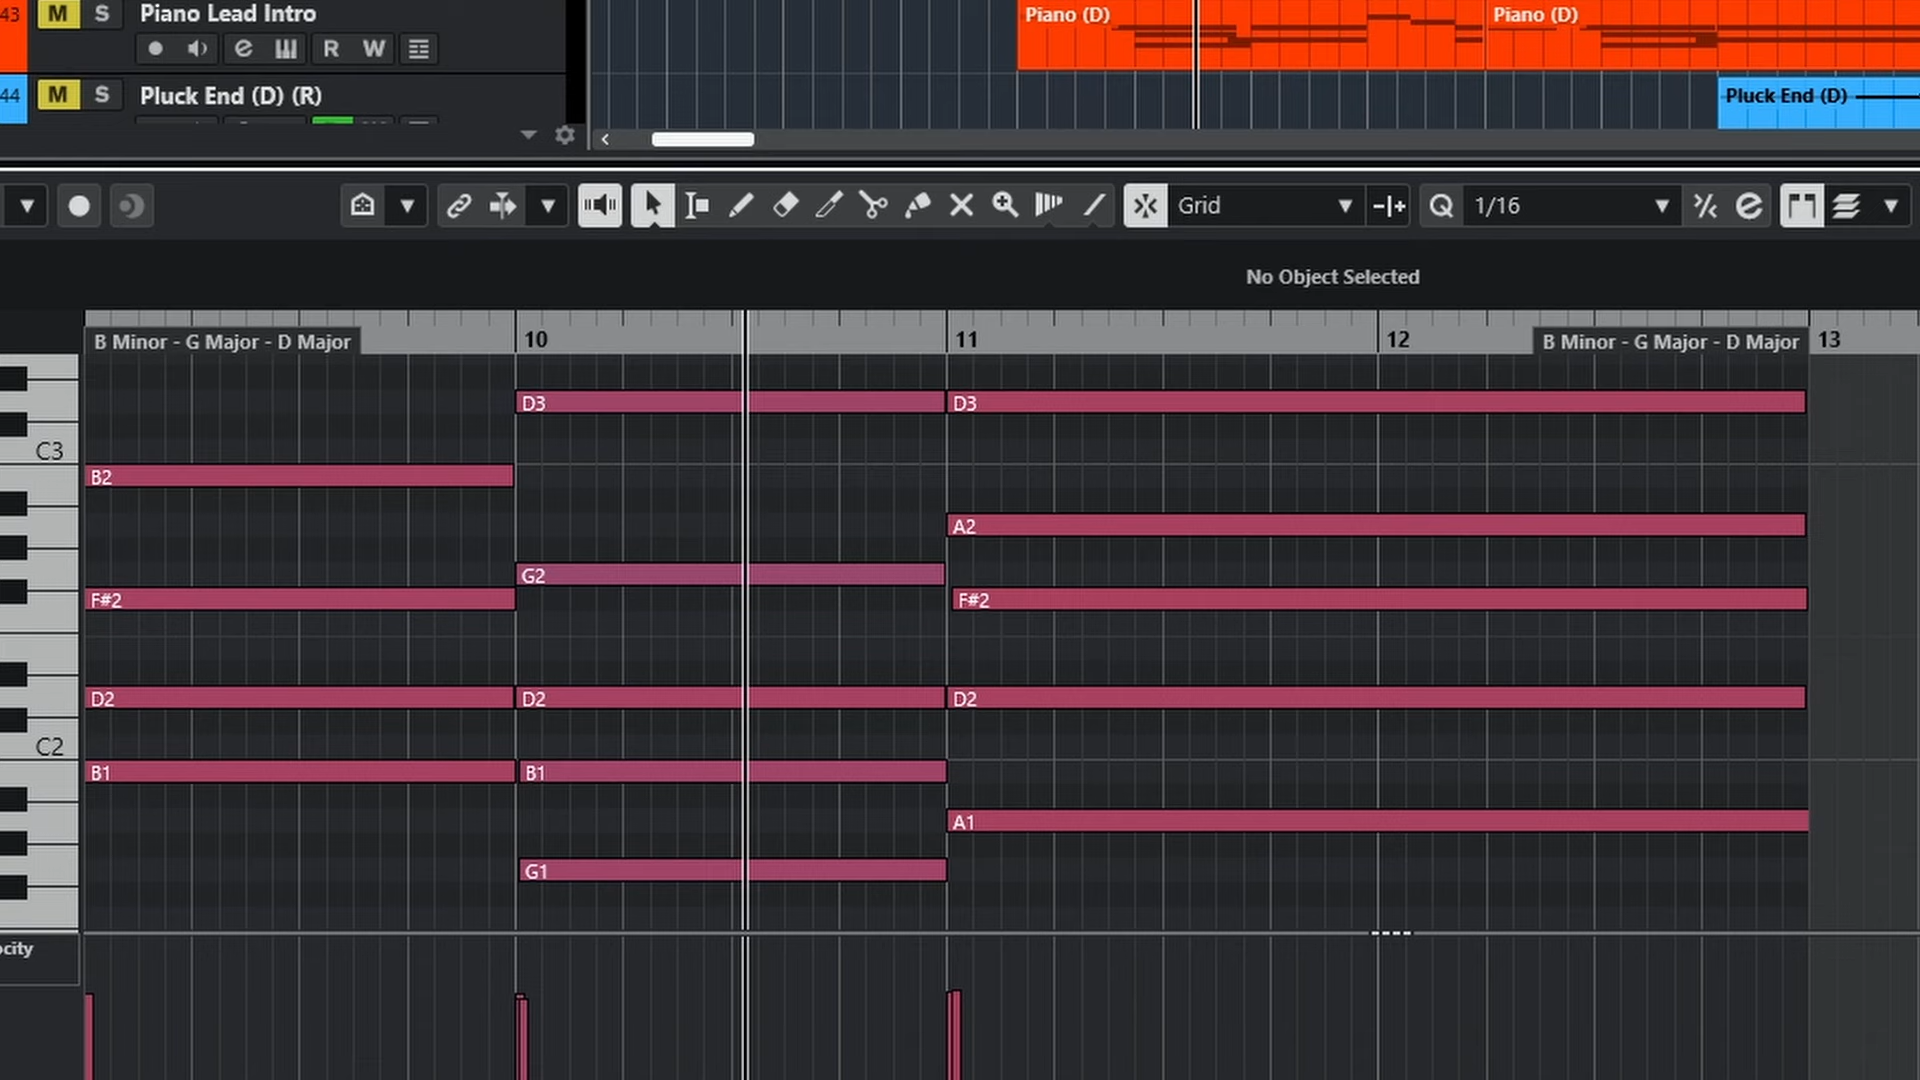 43 M S Piano Lead Intro Piano (D) Piano (D)
R W
44 M S Pluck End (D) (R) Pluck End (D)
Grid Q 1/16
No Object Selected
B Minor - G Major - D Major 10 11 12 B Minor - G Major - D Major 13
D3 D3
C3
B2
A2
G2
F#2 F#2
D2 D2 D2
C2
B1 B1
A1
G1
ocity